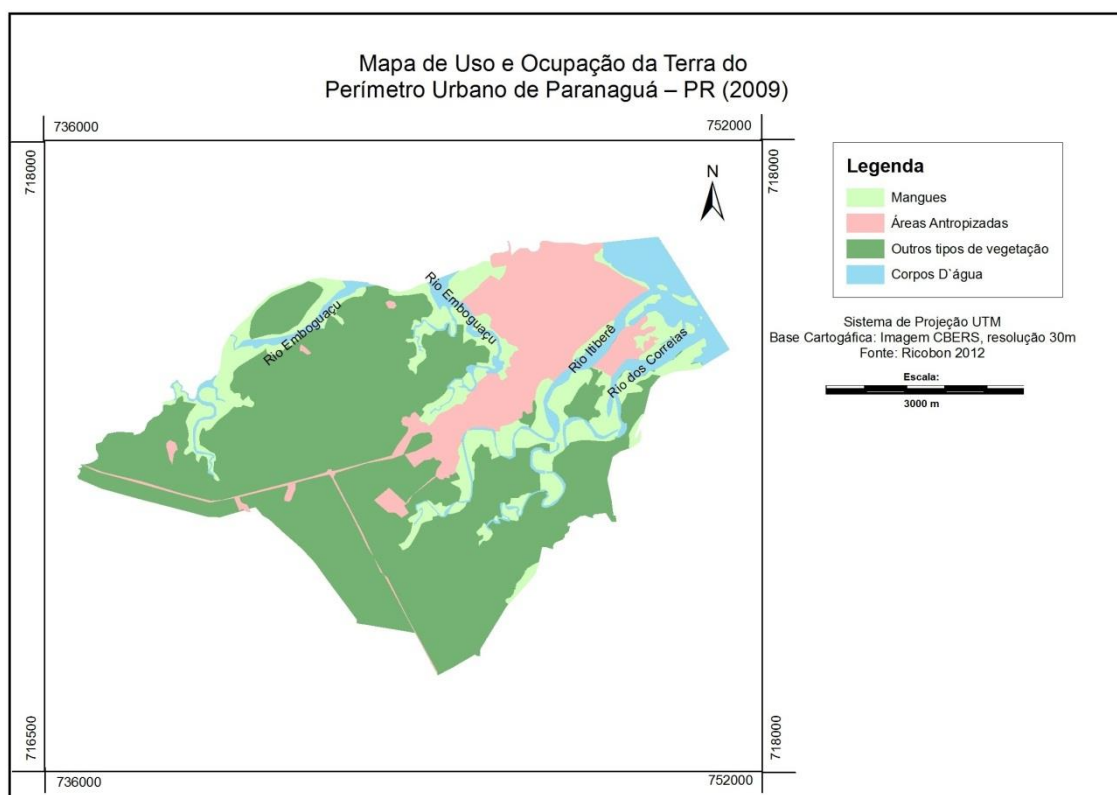 Mapa de Uso e Ocupação da Terra do
Perímetro Urbano de Paranaguá – PR (2009)
736000
752000
718000
718000
N
Legenda
Mangues
Áreas Antropizadas
Outros tipos de vegetação
Corpos D`água
Rio Emboguaçu
Rio Emboguaçu
Rio Itiberê
Rio dos Correias
Sistema de Projeção UTM
Base Cartogáfica: Imagem CBERS, resolução 30m
Fonte: Ricobon 2012
Escala:
3000 m
716500
718000
736000
752000